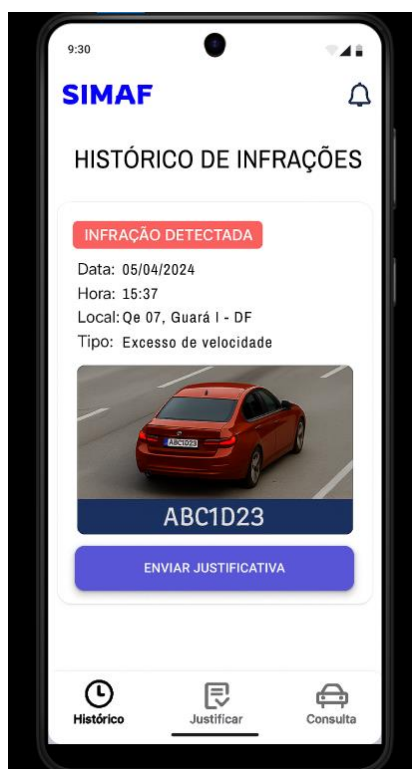 9:30
SIMAF
HISTÓRICO DE INFRAÇÕES
INFRAÇÃO DETECTADA
Data: 05/04/2024
Hora: 15:37
Local: Qe 07, Guará I - DF
Tipo: Excesso de velocidade
ABC1D23
ABC1D23
ENVIAR JUSTIFICATIVA
Histórico Justificar Consulta